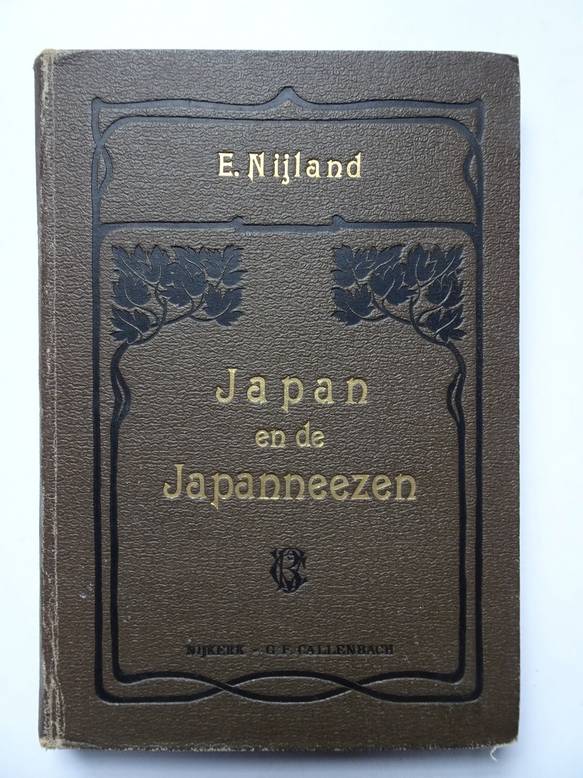 E. Nijland
Japan
en de
Japanneezen
NIJKERK - G. F. CALLENBACH